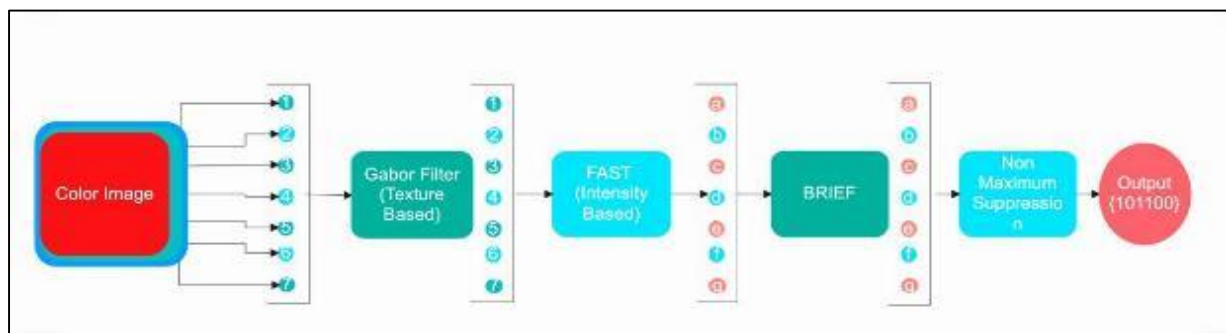 Color Image
1
2
3
4
5
6
7
Gabor Filter
(Texture
Based)
1
2
3
4
5
6
7
FAST
(Intensity
Based)
a
b
c
d
e
f
g
BRIEF
a
b
c
d
e
f
g
Non
Maximum
Suppressio
n
Output
{101100}